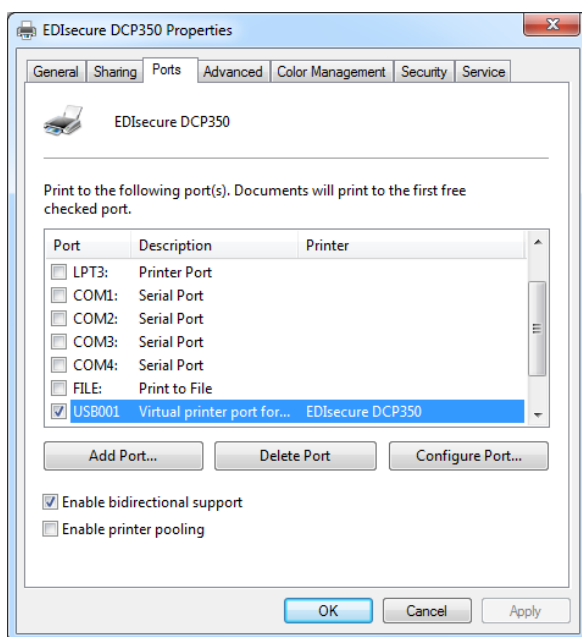 EDIsecure DCP350 Properties
General Sharing Ports Advanced Color Management Security Service
EDIsecure DCP350
Print to the following port(s). Documents will print to the first free
checked port.
Port Description Printer
LPT3: Printer Port
COM1: Serial Port
COM2: Serial Port
COM3: Serial Port
COM4: Serial Port
FILE: Print to File
USB001 Virtual printer port for... EDIsecure DCP350
Add Port... Delete Port Configure Port...
Enable bidirectional support
Enable printer pooling
OK Cancel Apply